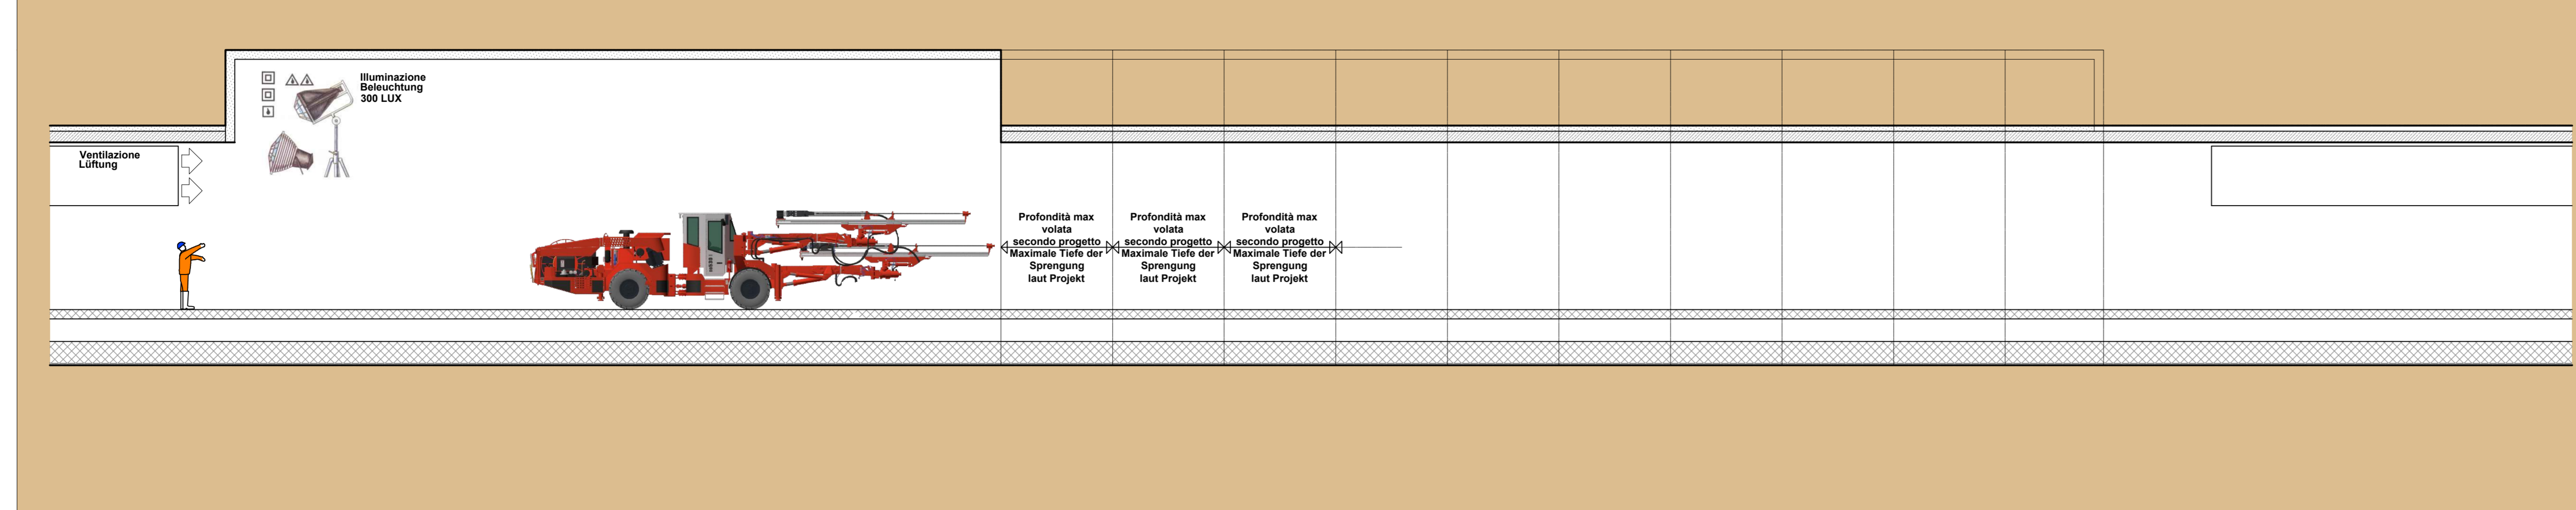 Illuminazione
Beleuchtung
300 LUX
Ventilazione
Lüftung
Profondità max
volata
secondo progetto
Maximale Tiefe der
Sprengung
laut Projekt
Profondità max
volata
secondo progetto
Maximale Tiefe der
Sprengung
laut Projekt
Profondità max
volata
secondo progetto
Maximale Tiefe der
Sprengung
laut Projekt